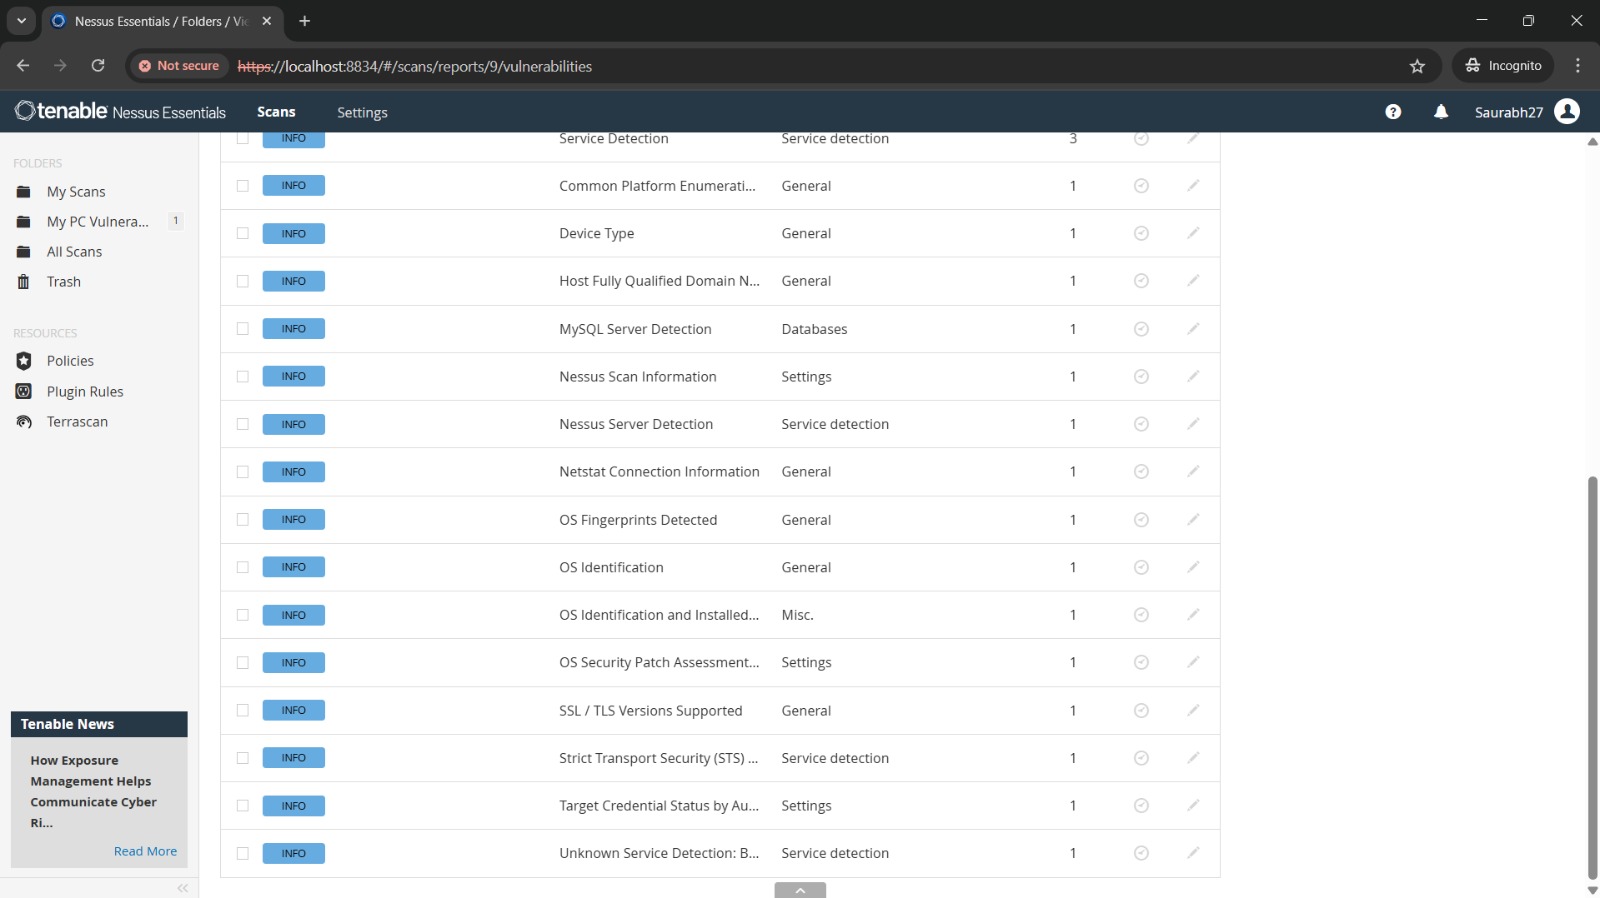 Nessus Essentials / Folders / Vie
Not secure https://localhost:8834/#/scans/reports/9/vulnerabilities Incognito
tenable Nessus Essentials Scans Settings Saurabh27
FOLDERS
My Scans
My PC Vulnera... 1
All Scans
Trash
RESOURCES
Policies
Plugin Rules
Terrascan
Tenable News
How Exposure
Management Helps
Communicate Cyber
Ri...
Read More
INFO Service Detection Service detection 3
INFO Common Platform Enumerati... General 1
INFO Device Type General 1
INFO Host Fully Qualified Domain N... General 1
INFO MySQL Server Detection Databases 1
INFO Nessus Scan Information Settings 1
INFO Nessus Server Detection Service detection 1
INFO Netstat Connection Information General 1
INFO OS Fingerprints Detected General 1
INFO OS Identification General 1
INFO OS Identification and Installed... Misc. 1
INFO OS Security Patch Assessment... Settings 1
INFO SSL / TLS Versions Supported General 1
INFO Strict Transport Security (STS) ... Service detection 1
INFO Target Credential Status by Au... Settings 1
INFO Unknown Service Detection: B... Service detection 1